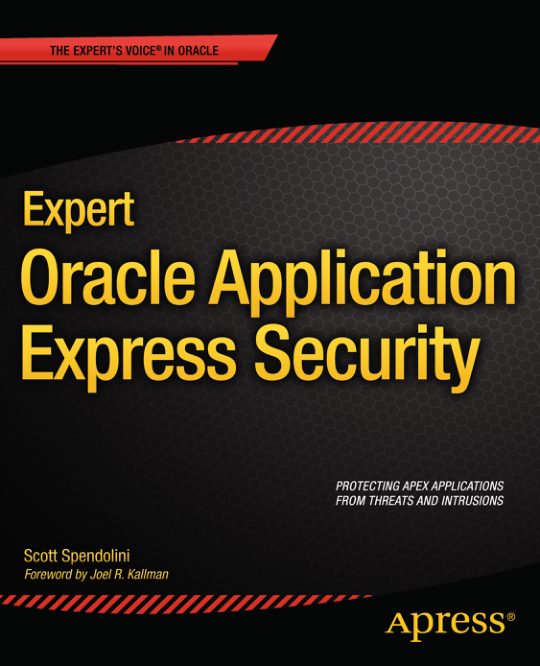 THE EXPERT'S VOICE® IN ORACLE
Expert
Oracle Application
Express Security
PROTECTING APEX APPLICATIONS
FROM THREATS AND INTRUSIONS
Scott Spendolini
Foreword by Joel R. Kallman
Apress®